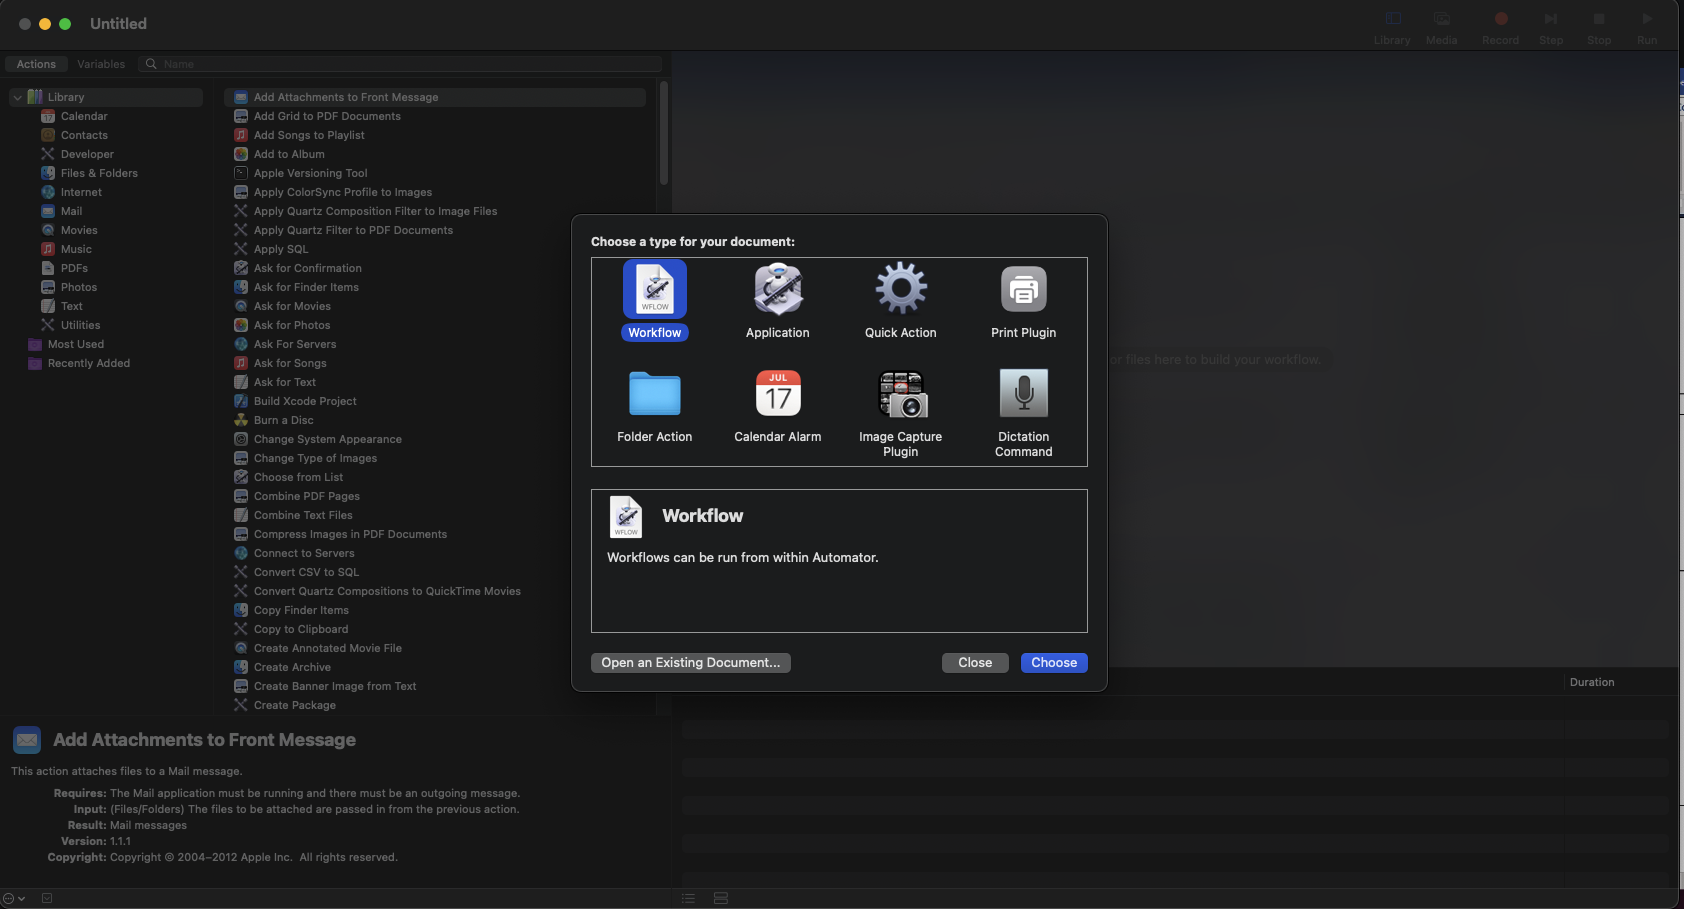 Untitled
Library
Media
Record
Step
Stop
Run
Actions
Variables
Name
Library
Calendar
Contacts
Developer
Files & Folders
Internet
Mail
Movies
Music
PDFs
Photos
Text
Utilities
Most Used
Recently Added
Add Attachments to Front Message
Add Grid to PDF Documents
Add Songs to Playlist
Add to Album
Apple Versioning Tool
Apply ColorSync Profile to Images
Apply Quartz Composition Filter to Image Files
Apply Quartz Filter to PDF Documents
Apply SQL
Ask for Confirmation
Ask for Finder Items
Ask for Movies
Ask for Photos
Ask For Servers
Ask for Songs
Ask for Text
Build Xcode Project
Burn a Disc
Change System Appearance
Change Type of Images
Choose from List
Combine PDF Pages
Combine Text Files
Compress Images in PDF Documents
Connect to Servers
Convert CSV to SQL
Convert Quartz Compositions to QuickTime Movies
Copy Finder Items
Copy to Clipboard
Create Annotated Movie File
Create Archive
Create Banner Image from Text
Create Package
Choose a type for your document:
WFLOW
Workflow
Application
Quick Action
Print Plugin
Folder Action
JUL
17
Calendar Alarm
Image Capture
Plugin
Dictation
Command
WFLOW
Workflow
Workflows can be run from within Automator.
Open an Existing Document...
Close
Choose
or files here to build your workflow.
Duration
Add Attachments to Front Message
This action attaches files to a Mail message.
Requires: The Mail application must be running and there must be an outgoing message.
Input: (Files/Folders) The files to be attached are passed in from the previous action.
Result: Mail messages
Version: 1.1.1
Copyright: Copyright © 2004–2012 Apple Inc.  All rights reserved.